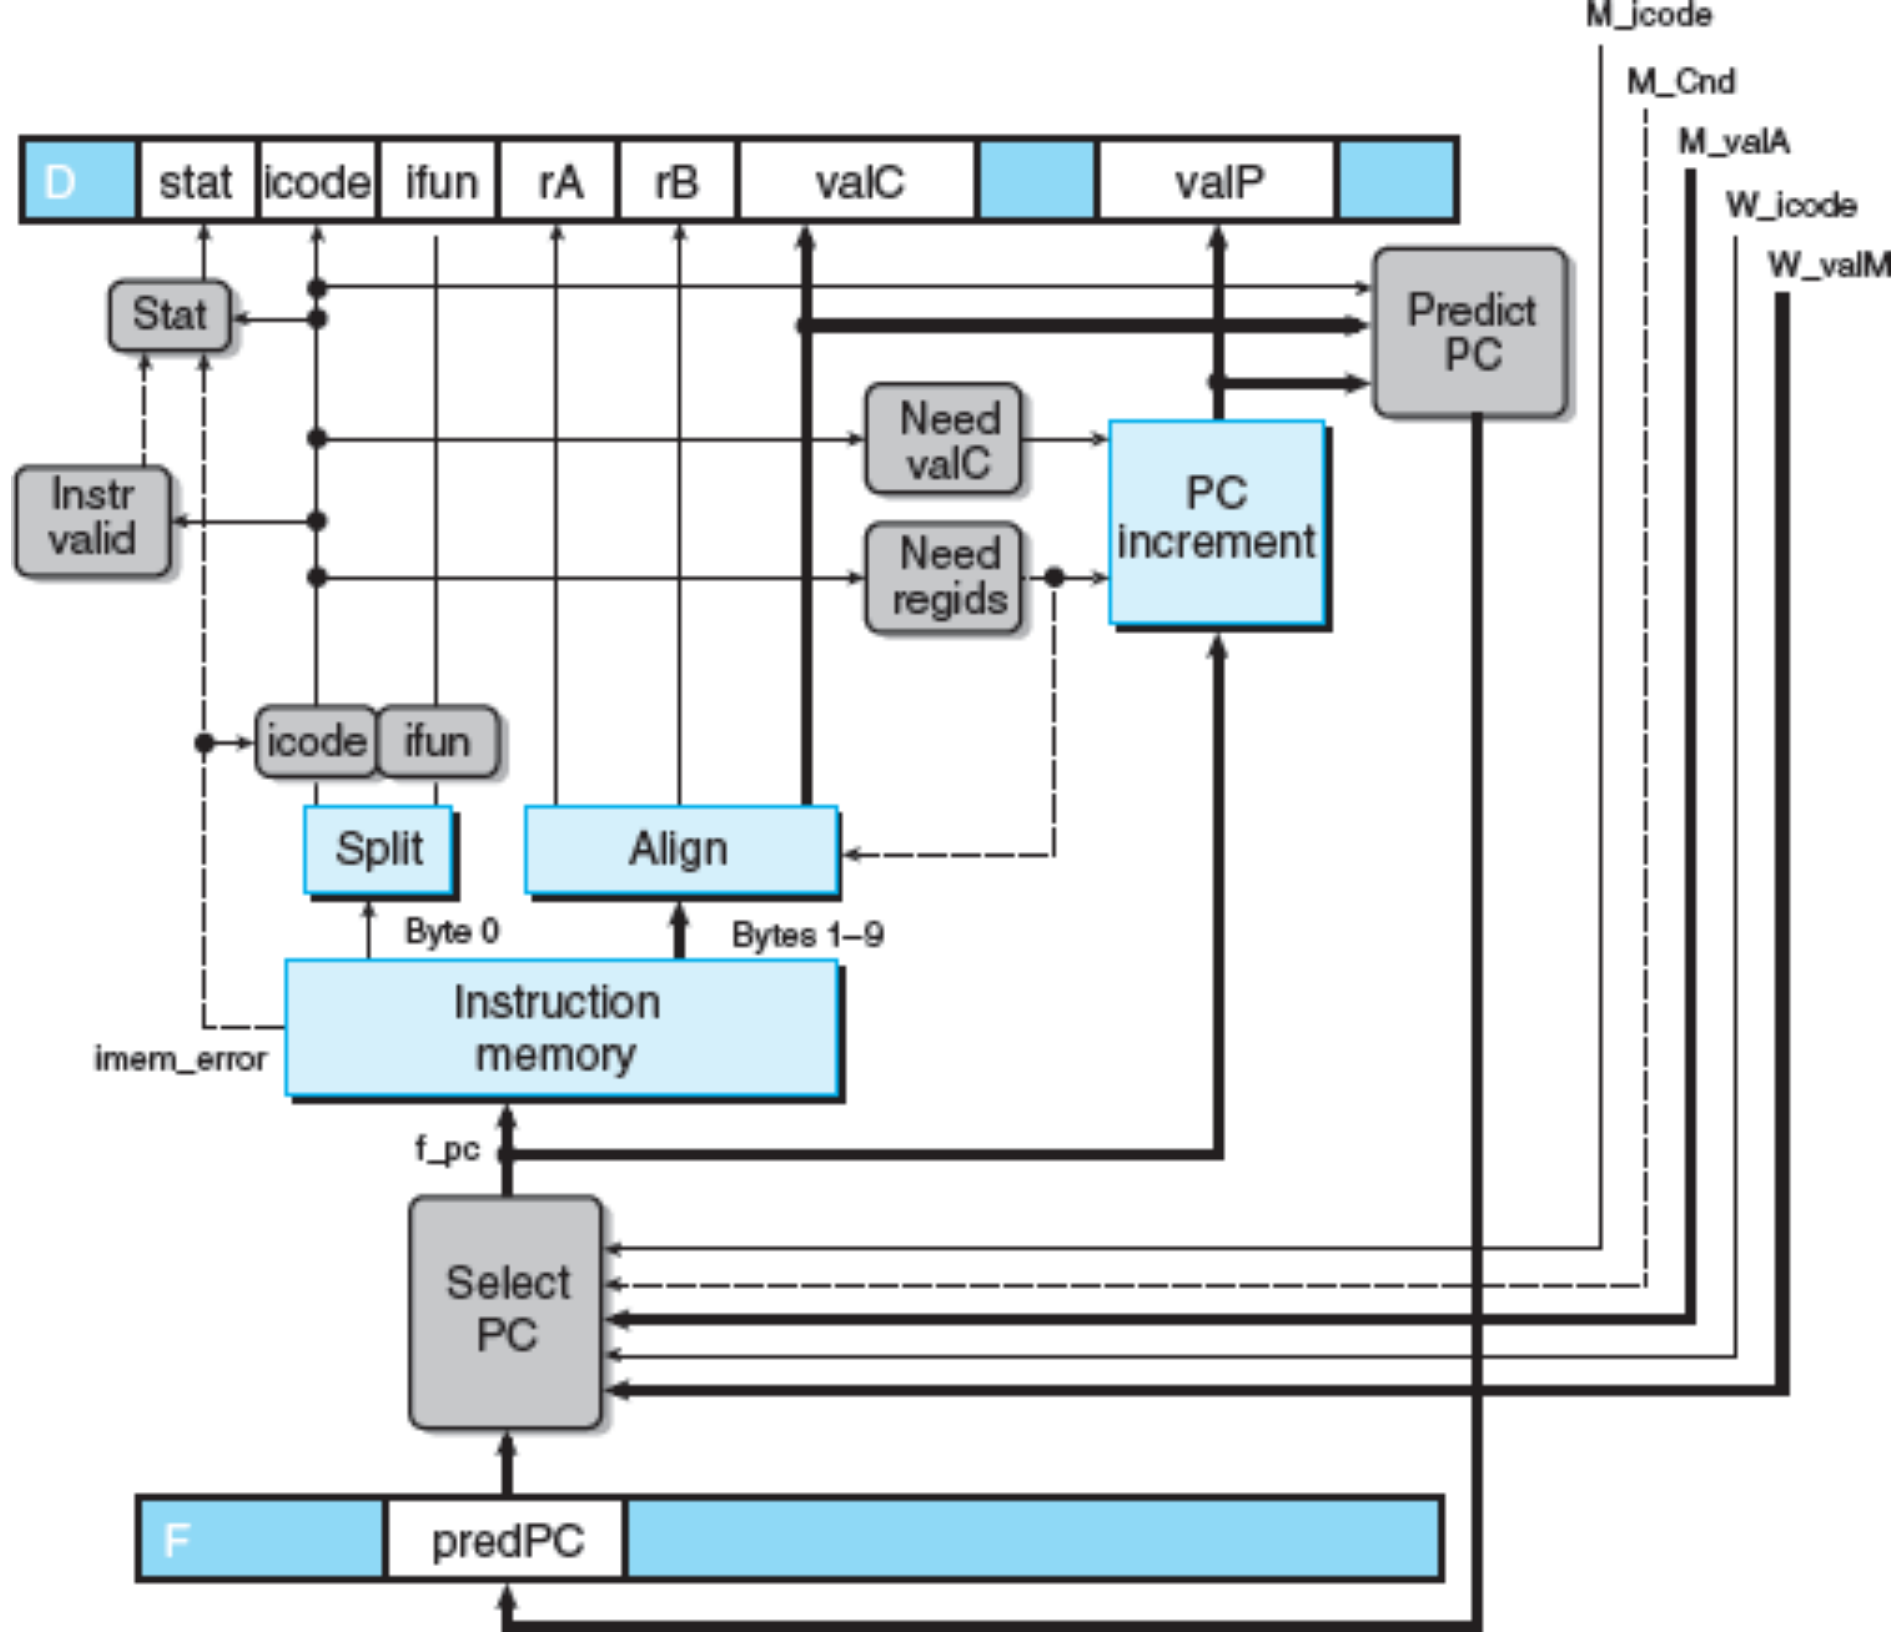 M_icode
M_Cnd
M_valA
W_icode
W_valM
D stat icode ifun rA rB valC valP
Stat
Predict
PC
Need
valC
Instr
valid
PC
increment
Need
regids
icode ifun
Split
Align
Byte 0
Bytes 1–9
Instruction
memory
imem_error
f_pc
Select
PC
F predPC